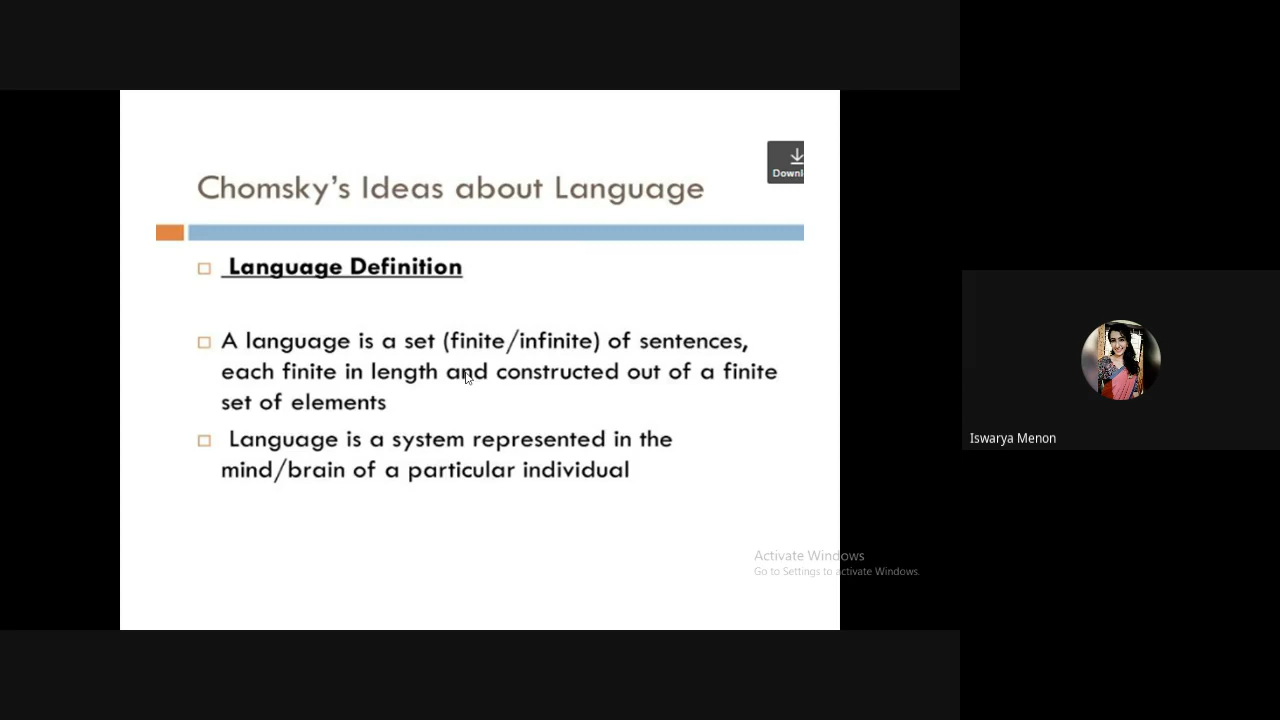 Downl
Chomsky's Ideas about Language
Language Definition
A language is a set (finite/infinite) of sentences,
each finite in length and constructed out of a finite
set of elements
Language is a system represented in the
mind/brain of a particular individual
Iswarya Menon
Activate Windows
Go to Settings to activate Windows.